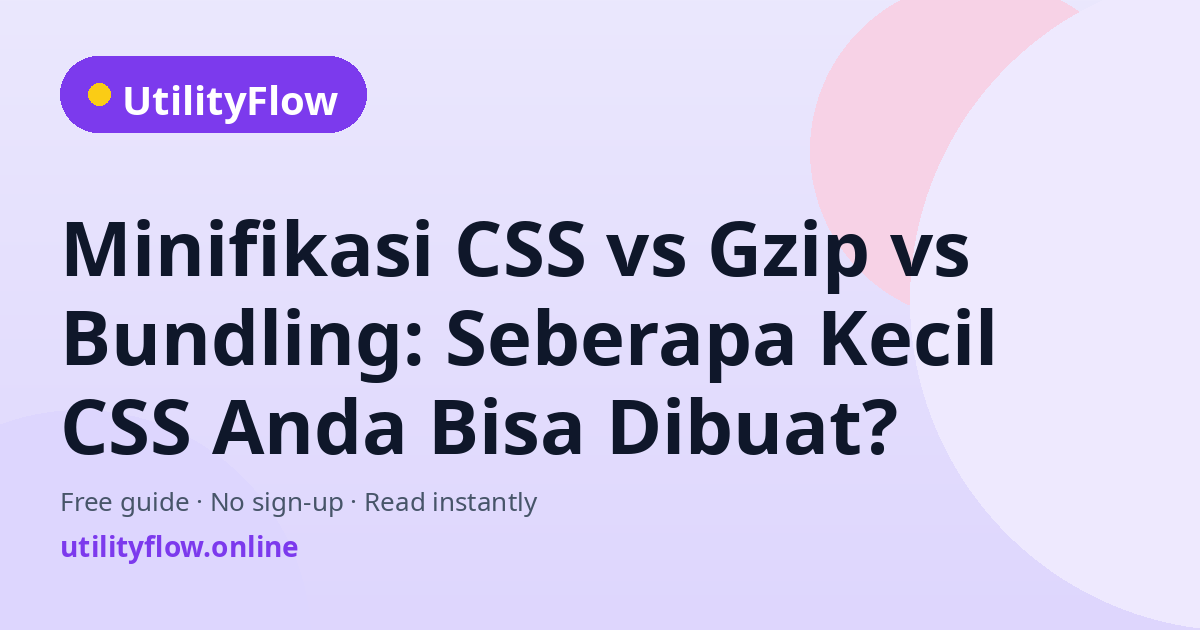 UtilityFlow
Minifikasi CSS vs Gzip vs
Bundling: Seberapa Kecil
CSS Anda Bisa Dibuat?
Free guide · No sign-up · Read instantly
utilityflow.online